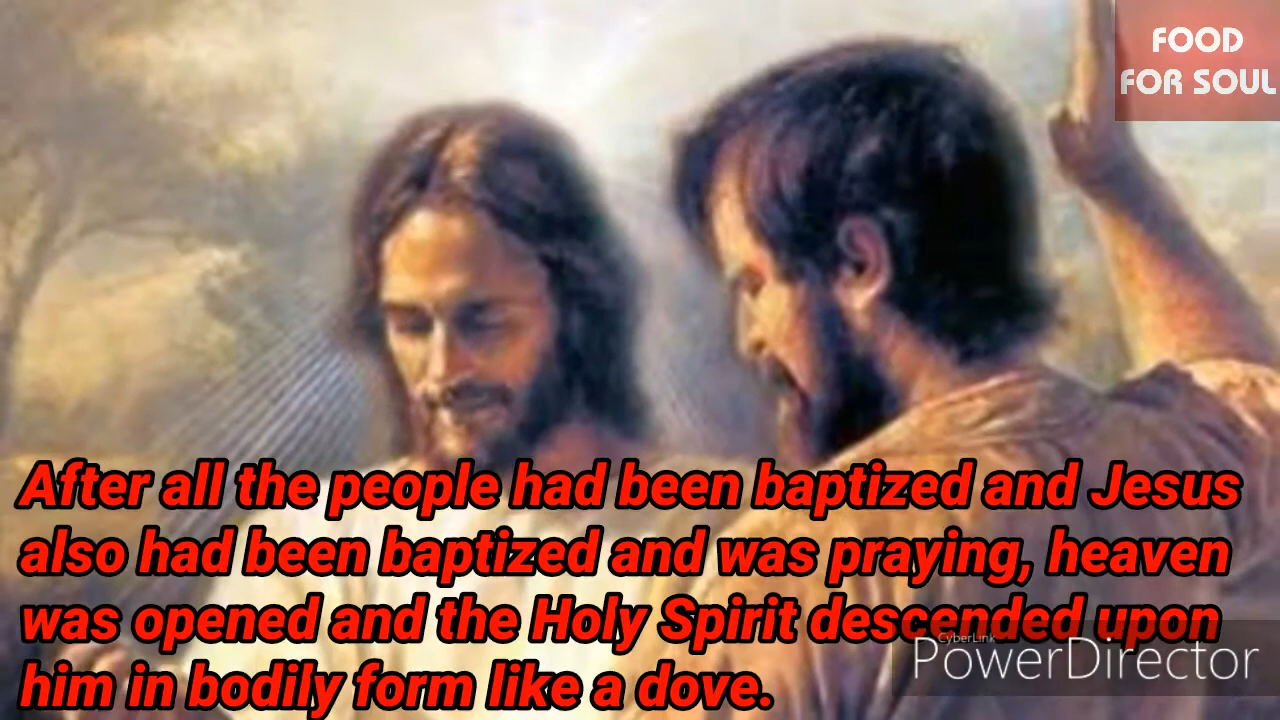 FOOD
FOR SOUL
After all the people had been baptized and Jesus
also had been baptized and was praying, heaven
was opened and the Holy Spirit descended upon
him in bodily form like a dove.
CyberLink
PowerDirector